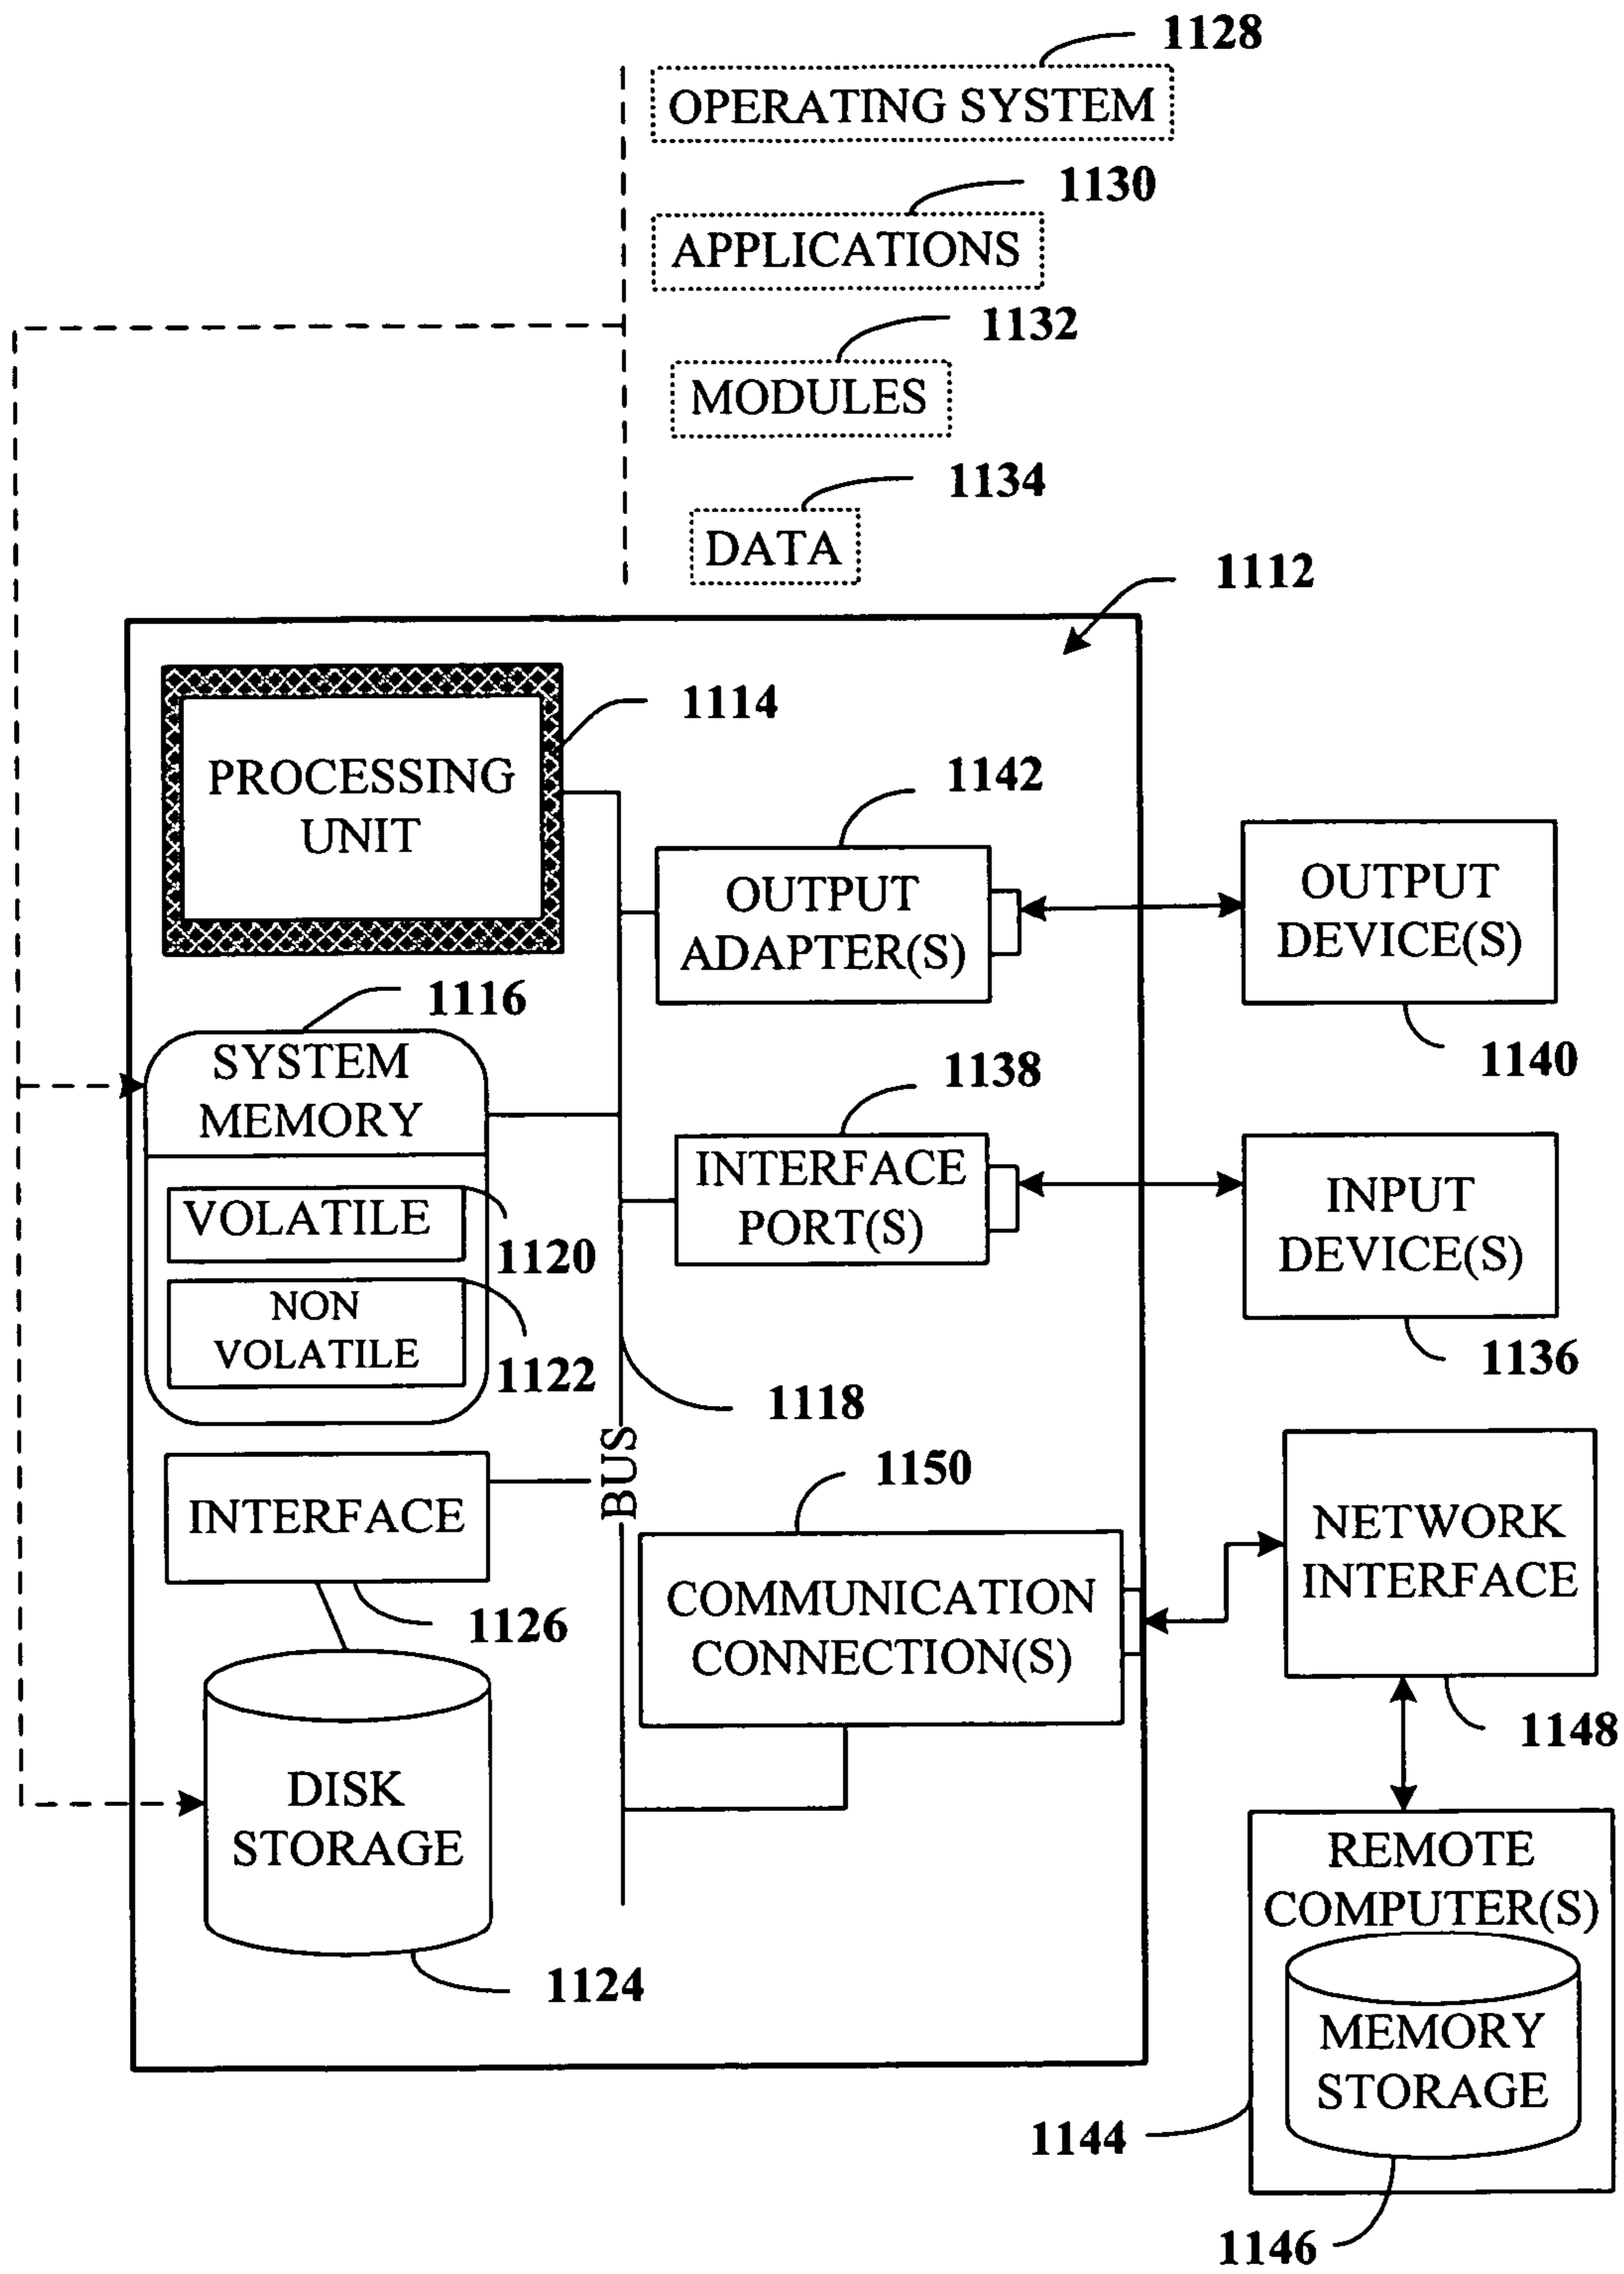 1128
OPERATING SYSTEM
1130
APPLICATIONS
1132
MODULES
1134
DATA
1112
PROCESSING
UNIT
1114
1142
OUTPUT
ADAPTER(S)
OUTPUT
DEVICE(S)
1140
1116
SYSTEM
MEMORY
VOLATILE
1120
NON
VOLATILE
1122
1138
INTERFACE
PORT(S)
INPUT
DEVICE(S)
1136
1118
BUS
INTERFACE
1126
1150
COMMUNICATION
CONNECTION(S)
NETWORK
INTERFACE
1148
DISK
STORAGE
1124
REMOTE
COMPUTER(S)
MEMORY
STORAGE
1144
1146